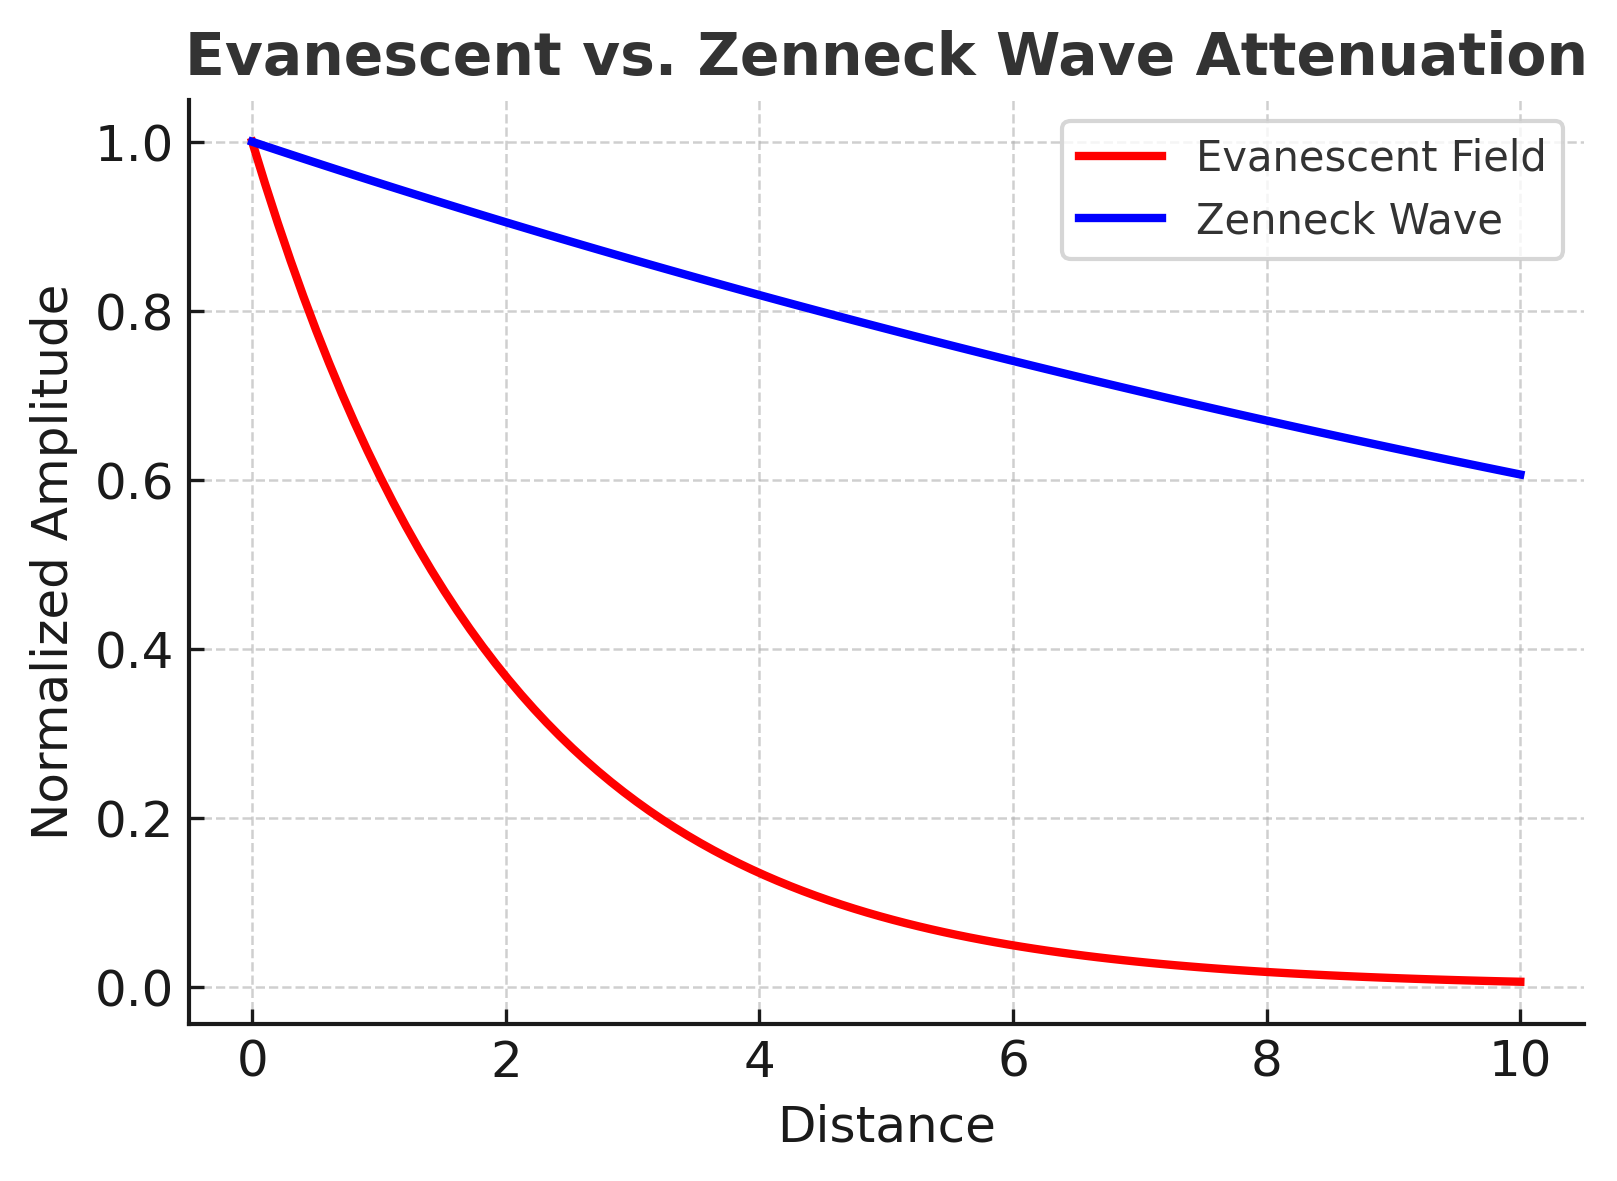 Evanescent vs. Zenneck Wave Attenuation
Evanescent Field
Zenneck Wave
Normalized Amplitude
1.0
0.8
0.6
0.4
0.2
0.0
0 2 4 6 8 10
Distance